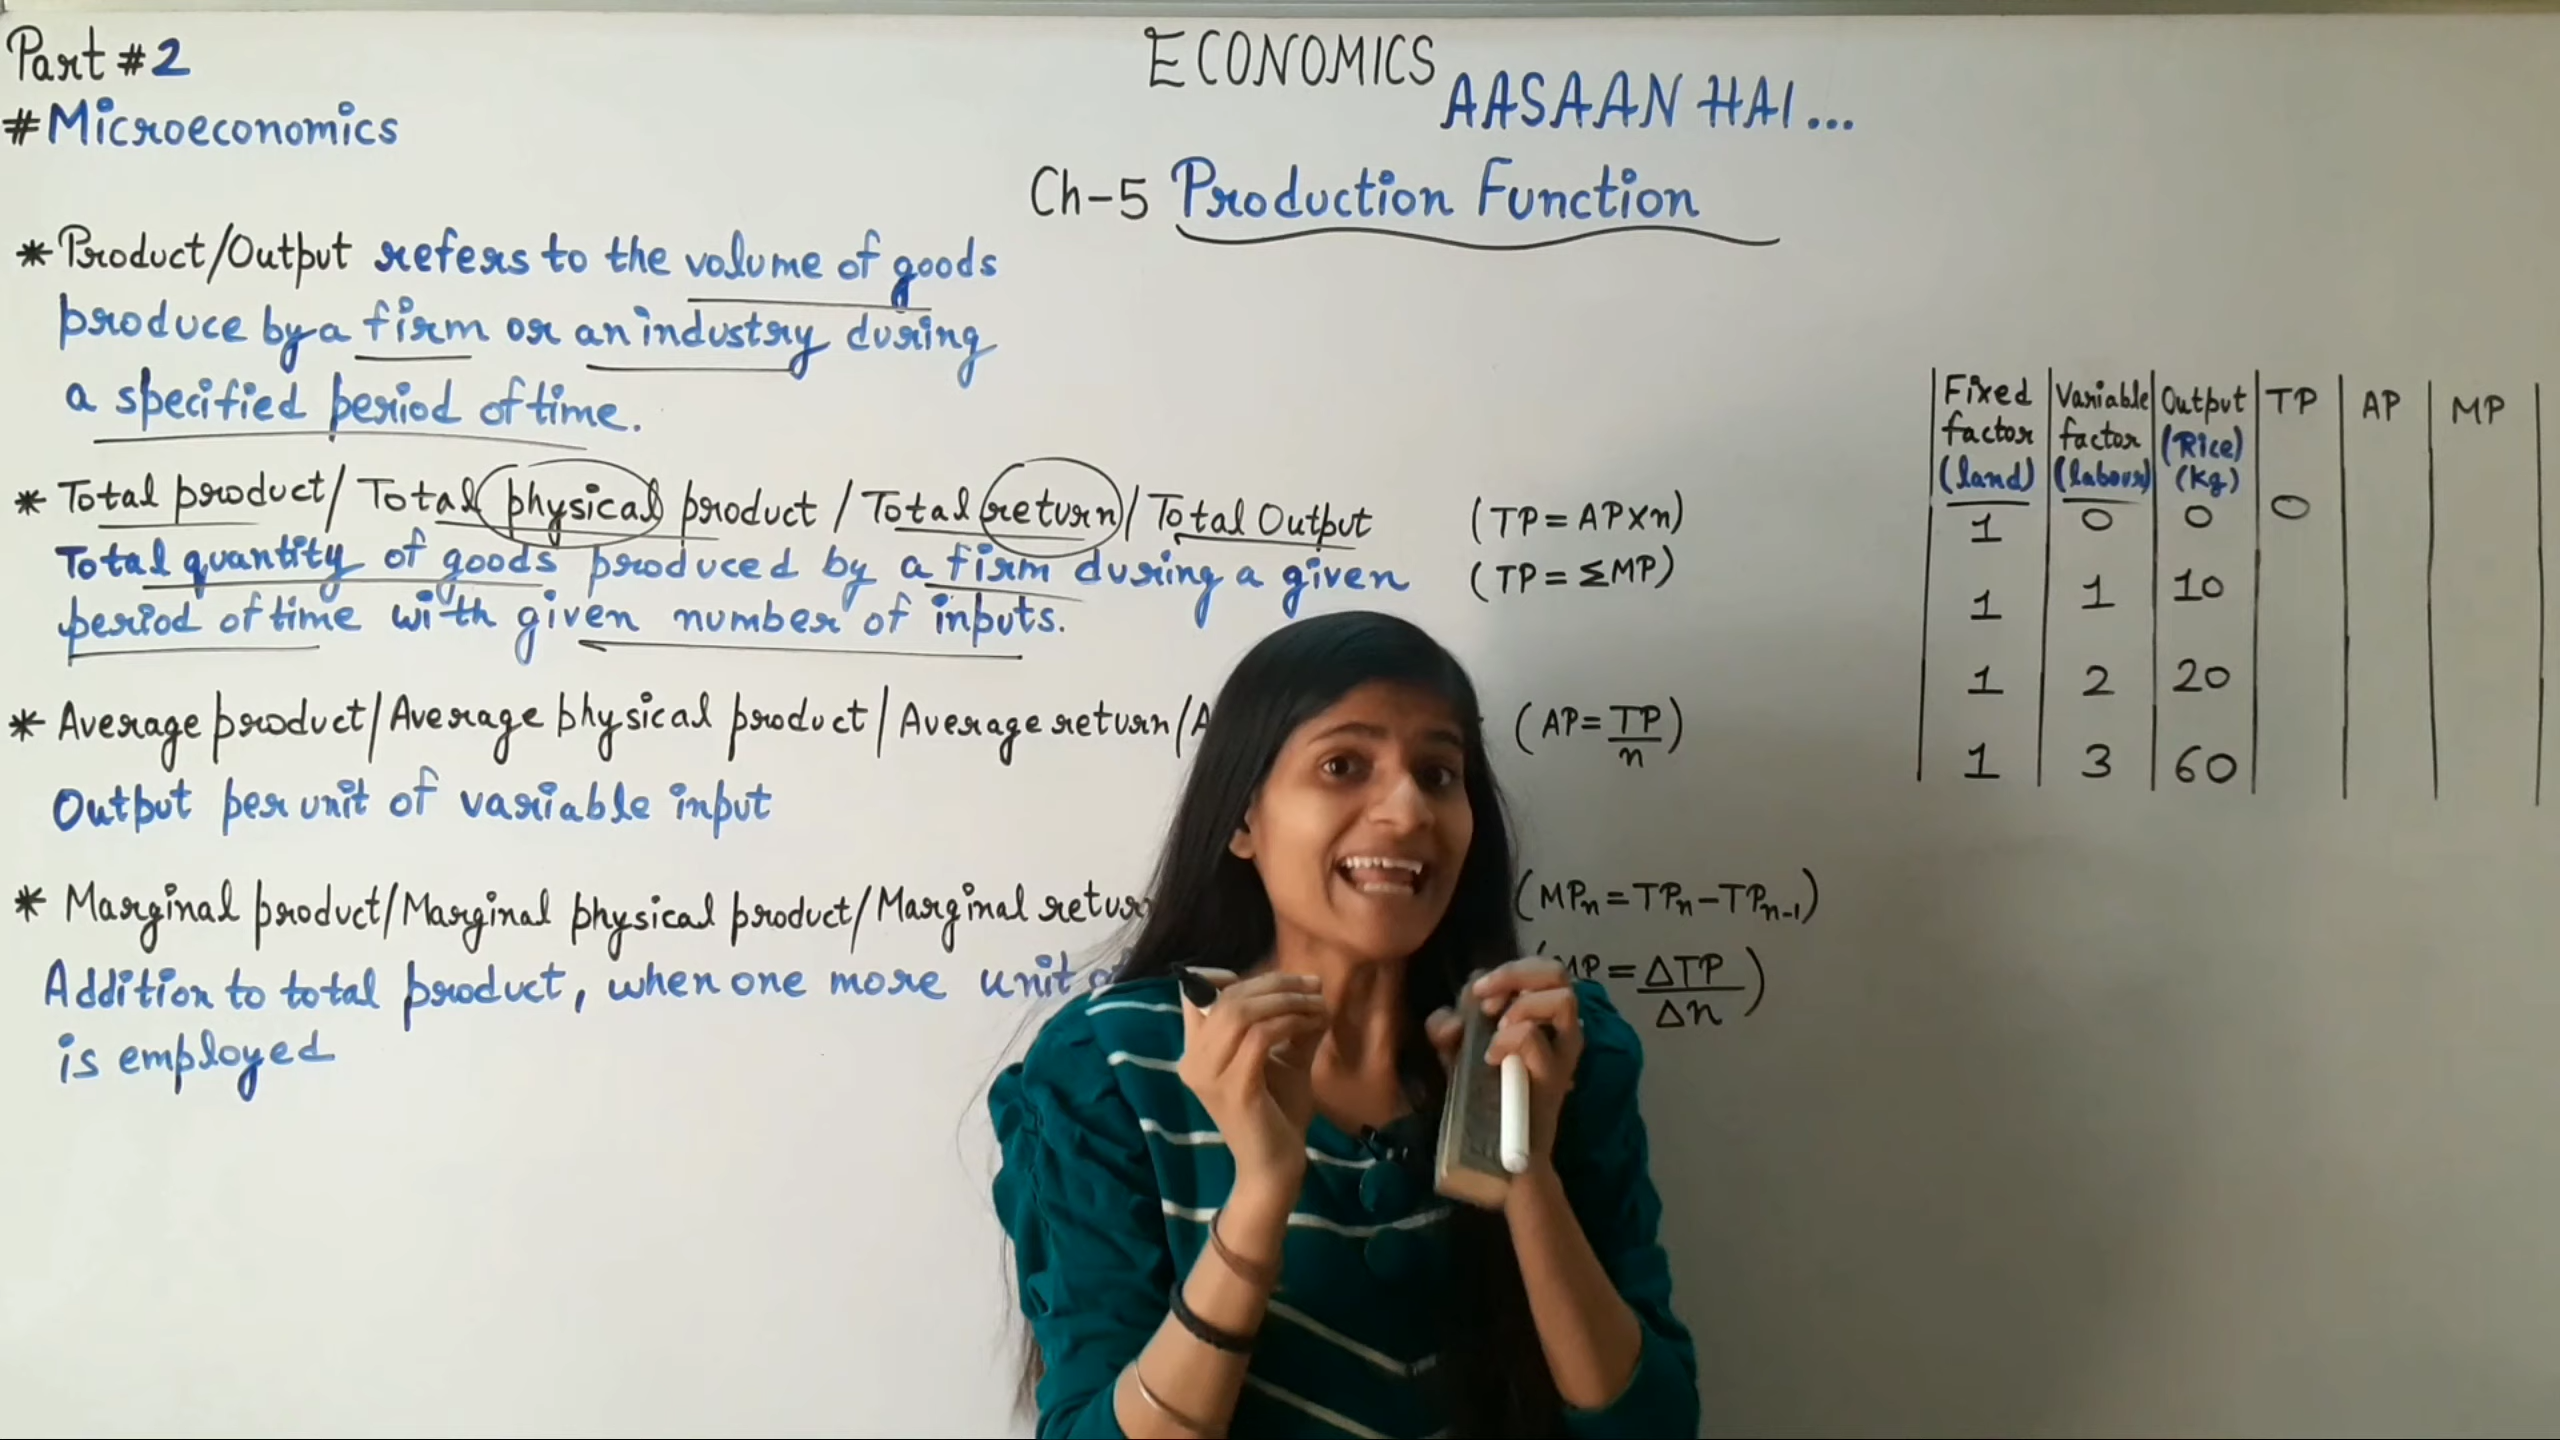 Part #2
#Microeconomics
ECONOMICS
AASAAN HAI...
Ch-5 Production Function
* Product/Output refers to the volume of goods
produce by a firm or an industry during
a specified period of time.
* Total product/Total physical product/Total return/Total Output (TP = AP×n)
Total quantity of goods produced by a firm during a given (TP = ΣMP)
period of time with given number of inputs.
* Average product/Average physical product/Average return/ (AP = TP/n)
Output per unit of variable input
* Marginal product/Marginal physical product/Marginal return (MPn = TPn - TPn-1)
Addition to total product, when one more unit MP = ΔTP/Δn)
is employed
Fixed factor (land) Variable factor (labour) Output (Rice) (Kg) TP AP MP
1 0 0 0
1 1 10
1 2 20
1 3 60